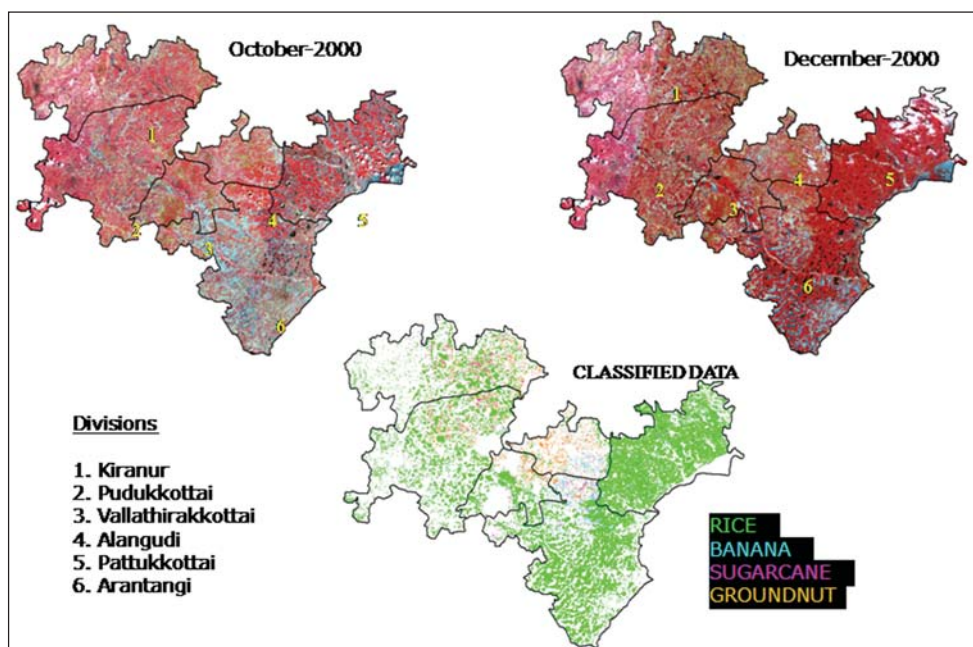 October-2000
1
2
3
4
5
6
December-2000
1
2
3
4
5
6
CLASSIFIED DATA
Divisions
1. Kiranur
2. Pudukkottai
3. Vallathirakkottai
4. Alangudi
5. Pattukkottai
6. Arantangi
RICE
BANANA
SUGARCANE
GROUNDNUT